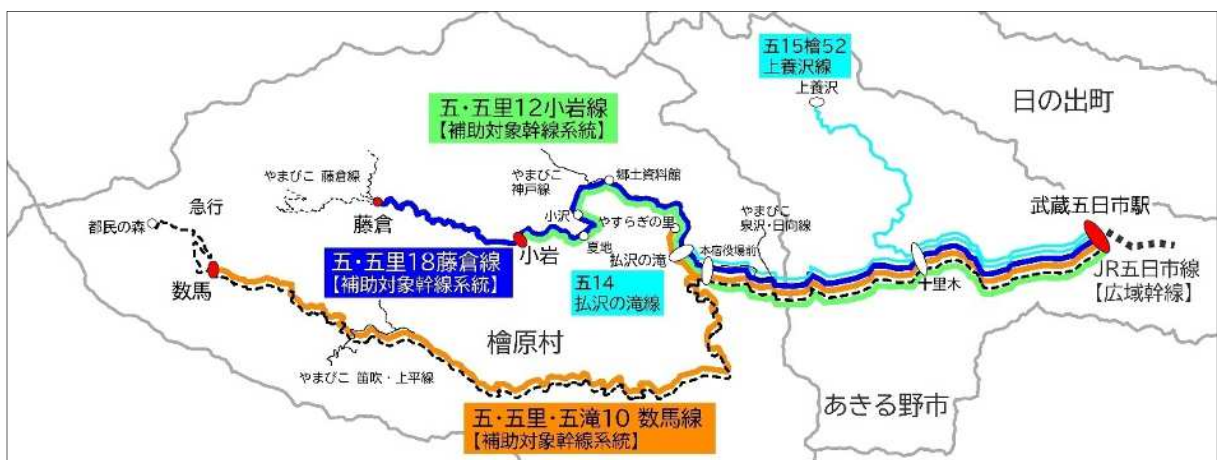 五15檜52
上養沢線
上養沢
日の出町
五・五里12小岩線
【補助対象幹線系統】
やまびこ 藤倉線
やまびこ
神戸線
郷土資料館
都民の森
急行
藤倉
小沢
やすらぎの里
やまびこ
泉沢・日向線
武蔵五日市駅
小岩
夏地
本宿役場前
払沢の滝
数馬
五・五里18藤倉線
【補助対象幹線系統】
五14
払沢の滝線
十里木
JR五日市線
【広域幹線】
檜原村
やまびこ 笛吹・上平線
あきる野市
五・五里・五滝10 数馬線
【補助対象幹線系統】